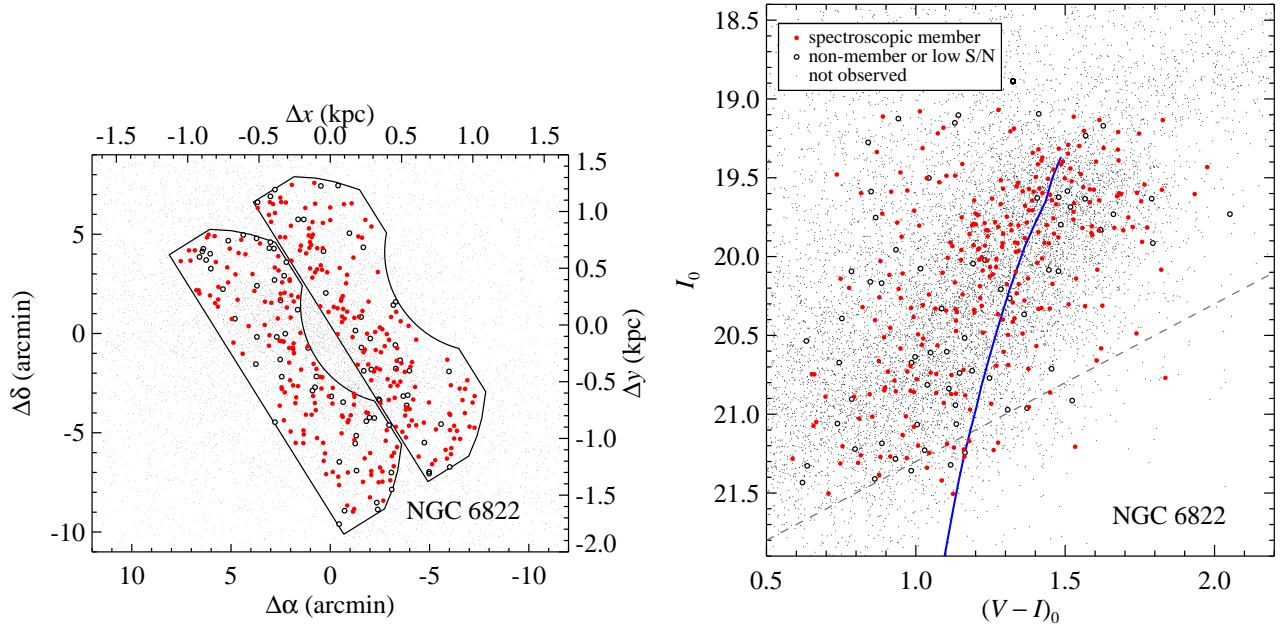 Δx (kpc)
-1.5 -1.0 -0.5 0.0 0.5 1.0 1.5
Δδ (arcmin)
5
0
-5
-10
1.5
1.0
0.5
0.0
-0.5
-1.0
-1.5
-2.0
Δy (kpc)
NGC 6822
10 5 0 -5 -10
Δα (arcmin)
spectroscopic member
non-member or low S/N
not observed
I₀
18.5
19.0
19.5
20.0
20.5
21.0
21.5
NGC 6822
0.5 1.0 1.5 2.0
(V − I)₀